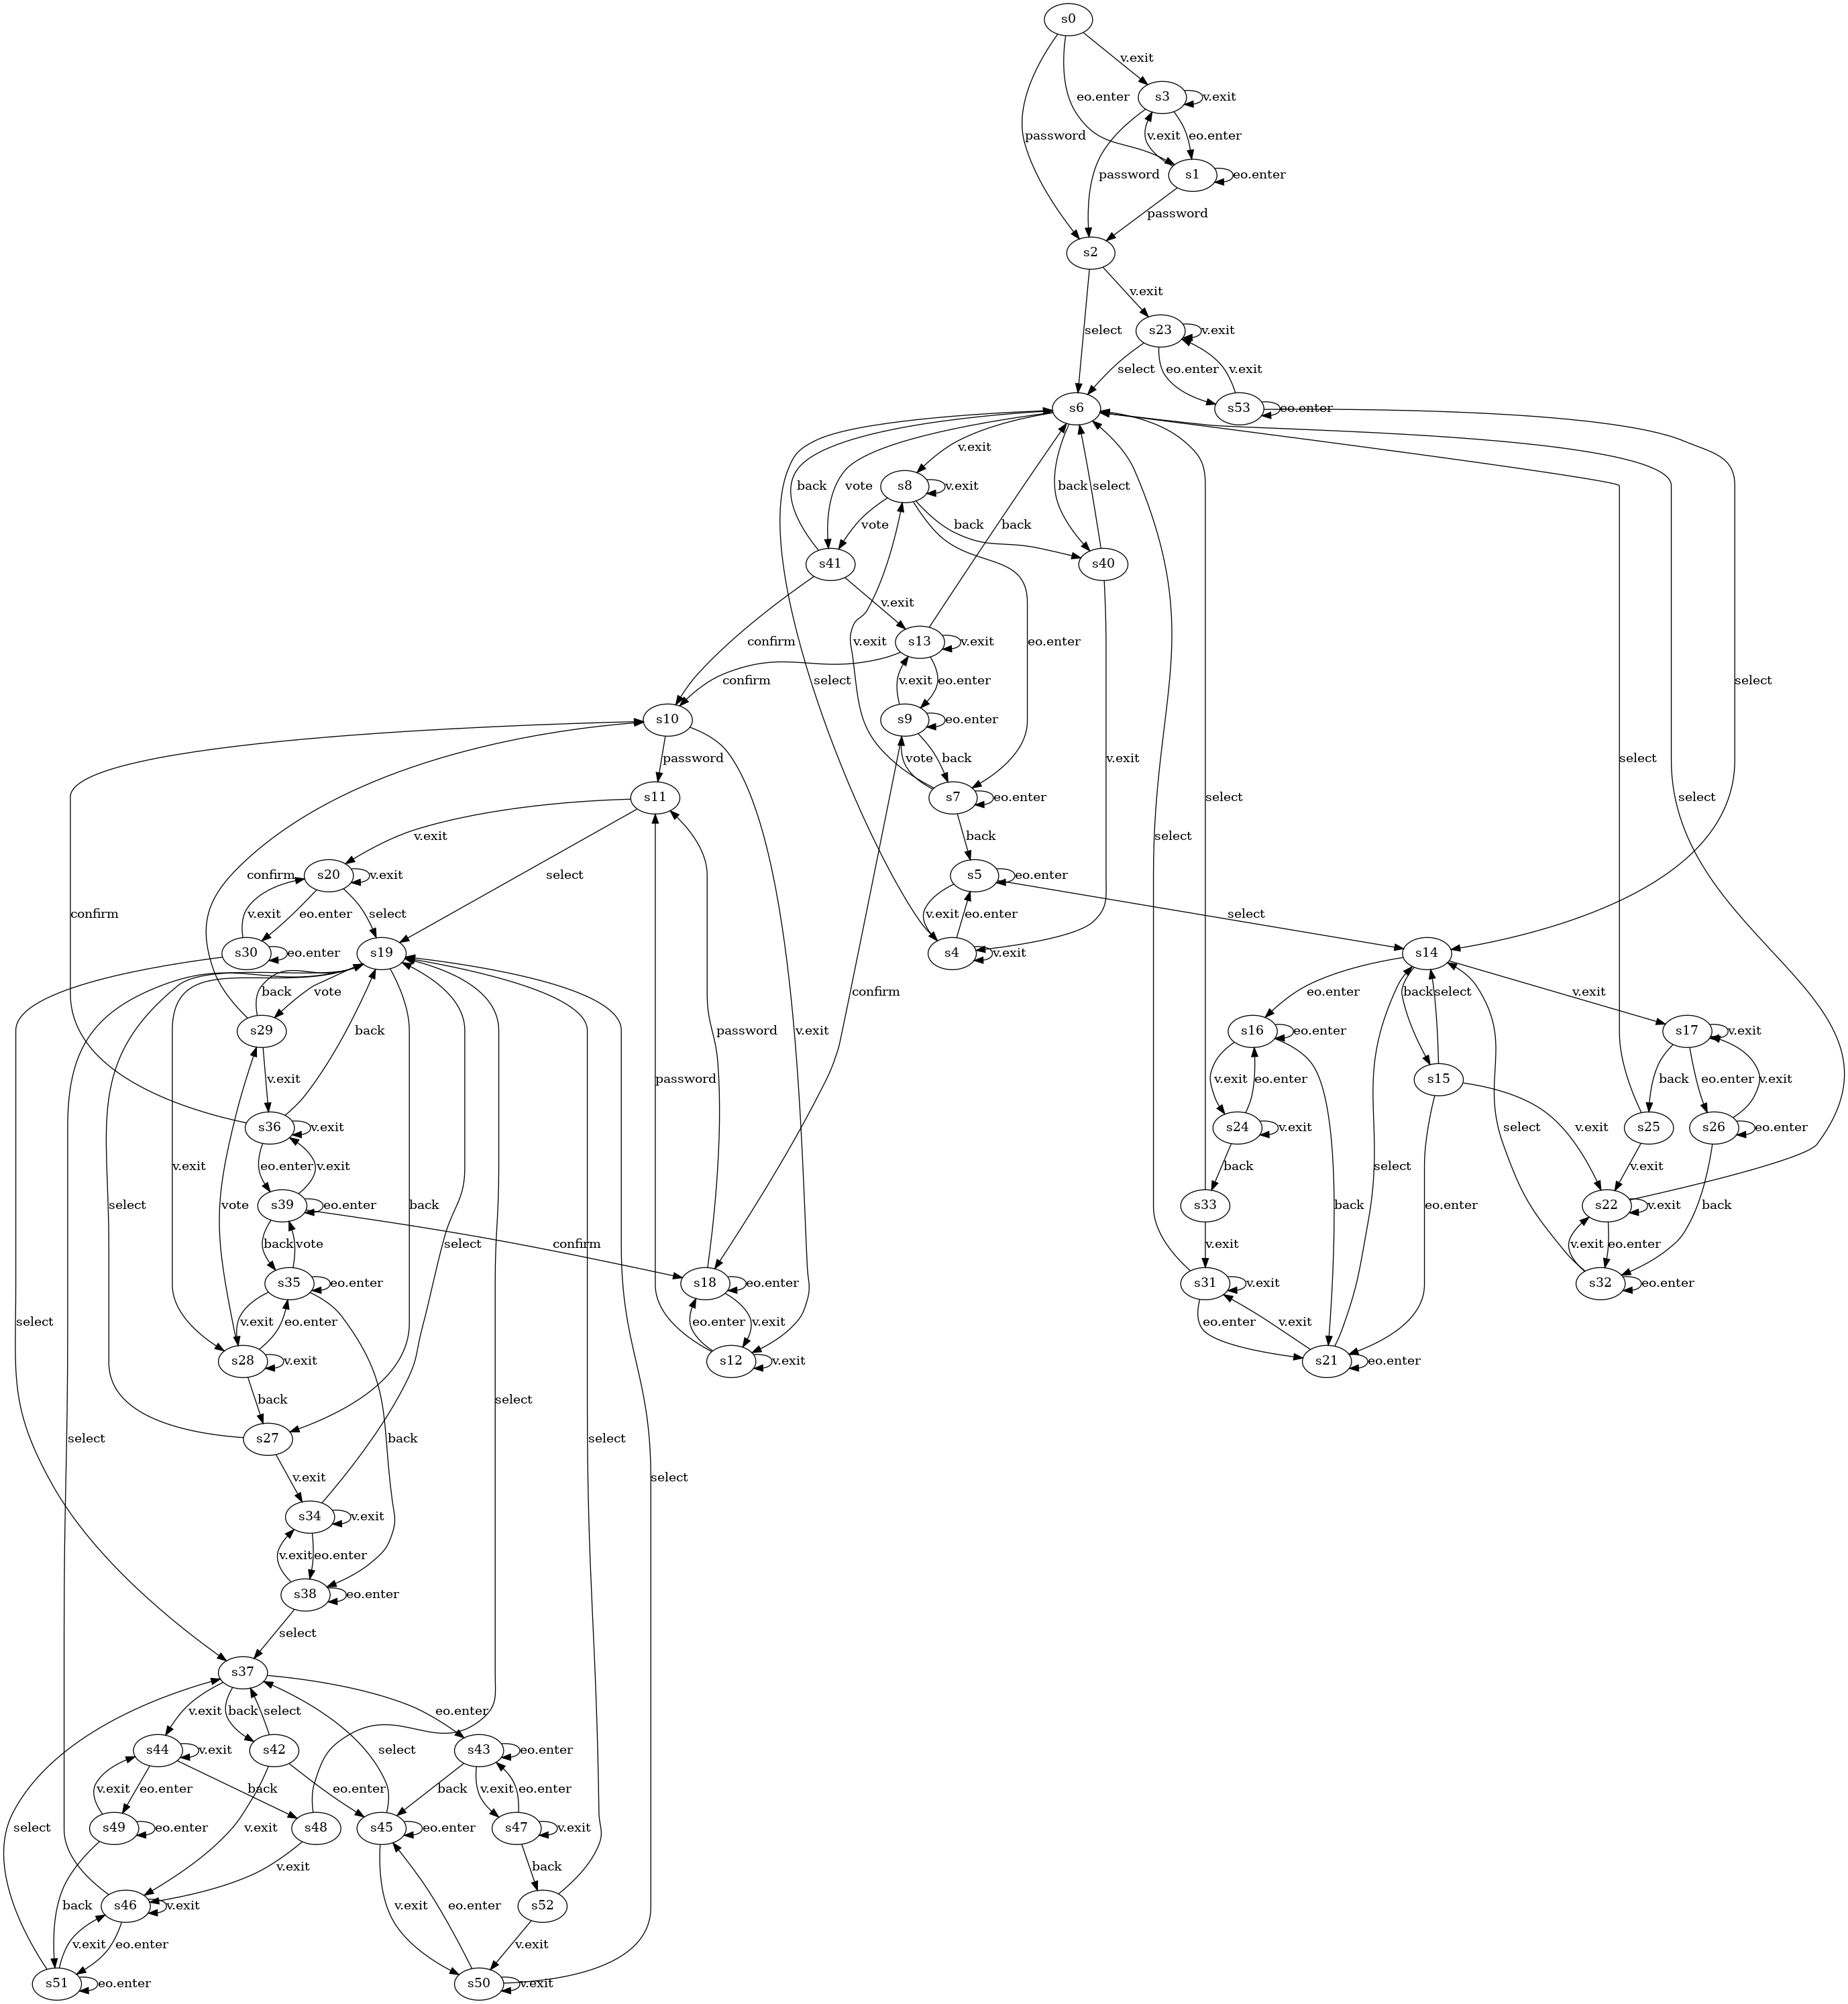 s0
v.exit
s3
v.exit
eo.enter
password
v.exit
eo.enter
password
s1
eo.enter
password
s2
v.exit
s23
v.exit
select
select
eo.enter
v.exit
s6
s53
eo.enter
v.exit
s8
v.exit
back
vote
back
select
vote
back
back
s41
s40
v.exit
confirm
s13
v.exit
v.exit
eo.enter
select
confirm
v.exit
eo.enter
select
s10
s9
eo.enter
password
vote
back
v.exit
s11
s7
eo.enter
select
select
v.exit
back
s20
v.exit
confirm
select
s5
eo.enter
v.exit
eo.enter
select
v.exit
eo.enter
select
confirm
s30
eo.enter
s19
s4
v.exit
s14
back
vote
confirm
eo.enter
back
select
v.exit
s29
back
password
v.exit
s16
eo.enter
s17
v.exit
v.exit
password
select
v.exit
eo.enter
s15
back
eo.enter
v.exit
s36
v.exit
s24
v.exit
v.exit
s25
s26
eo.enter
v.exit
eo.enter
v.exit
select
back
select
s39
eo.enter
select
vote
back
s33
back
eo.enter
v.exit
s22
v.exit
back
back
vote
select
confirm
v.exit
select
v.exit
eo.enter
s35
eo.enter
s18
eo.enter
s31
v.exit
s32
eo.enter
select
v.exit
eo.enter
eo.enter
v.exit
eo.enter
v.exit
s28
v.exit
s12
v.exit
s21
eo.enter
back
select
s27
select
back
select
v.exit
select
s34
v.exit
v.exit
eo.enter
s38
eo.enter
select
s37
v.exit
back
select
eo.enter
s44
v.exit
s42
select
s43
eo.enter
v.exit
eo.enter
back
eo.enter
back
v.exit
eo.enter
select
s49
eo.enter
v.exit
s48
s45
eo.enter
s47
v.exit
v.exit
back
back
s46
v.exit
v.exit
eo.enter
s52
v.exit
eo.enter
v.exit
s51
eo.enter
s50
v.exit